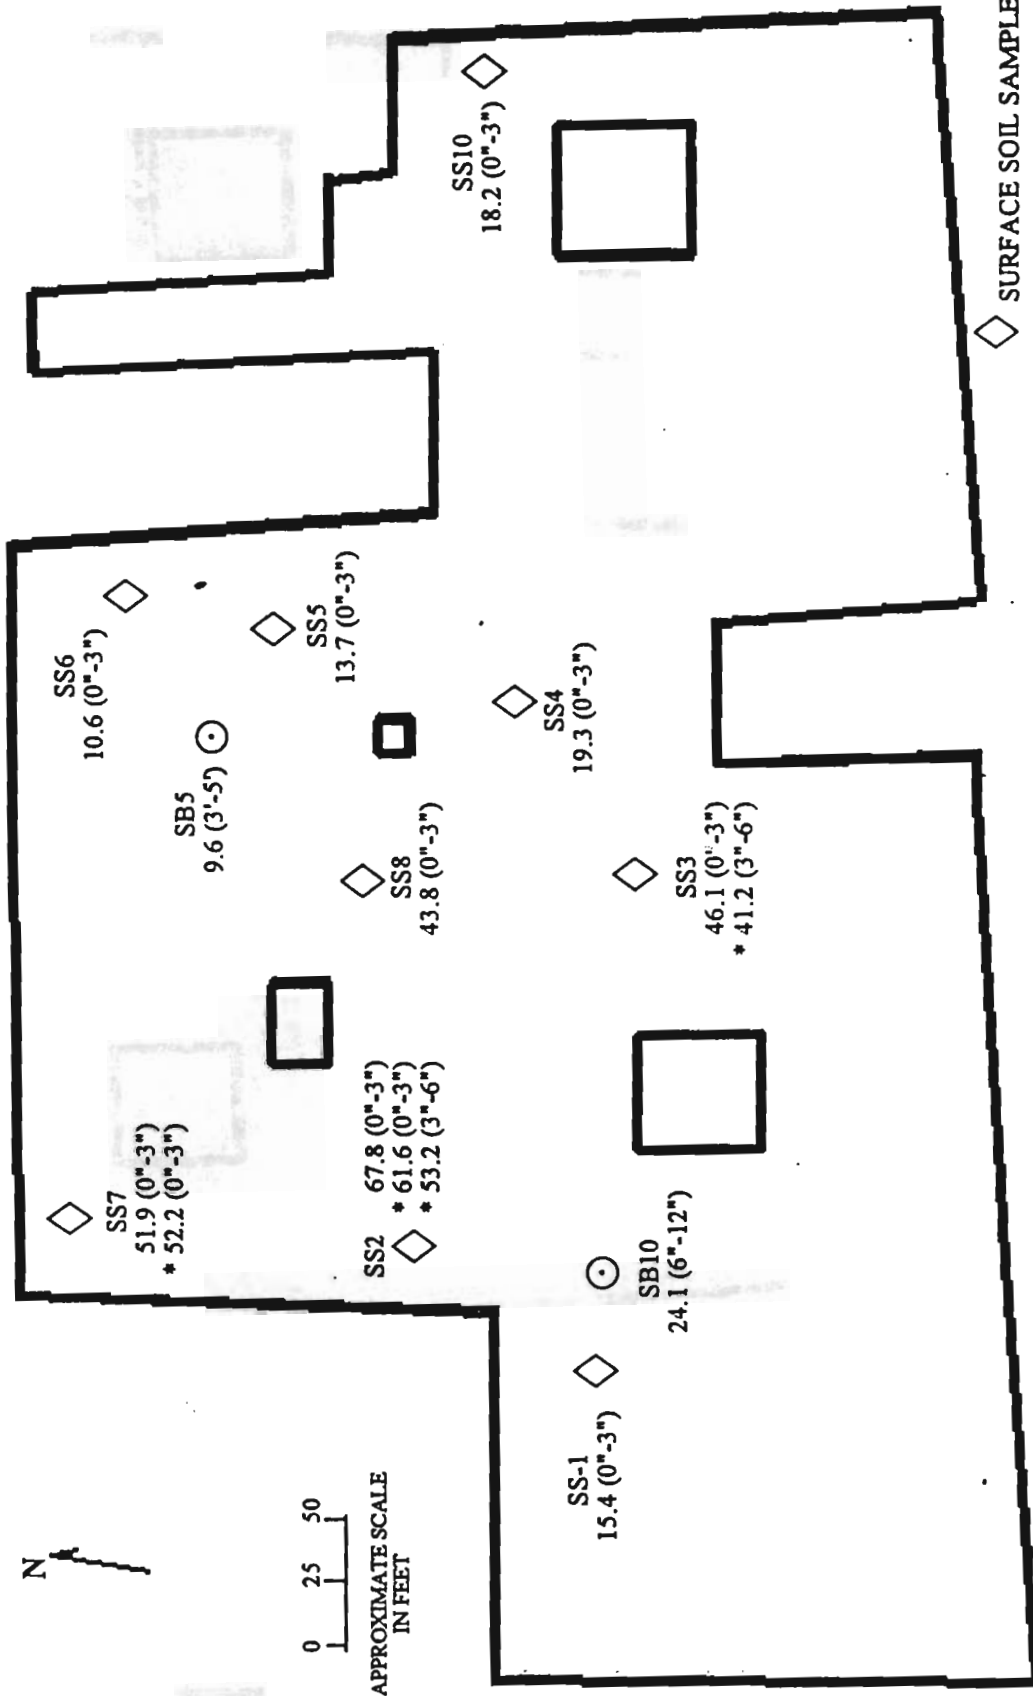 N
0 25 50
APPROXIMATE SCALE
IN FEET
SS7
51.9 (0"-3")
* 52.2 (0"-3")
SS6
10.6 (0"-3")
SB5
9.6 (3'-5')
SS5
13.7 (0"-3")
SS2
67.8 (0"-3")
* 61.6 (0"-3")
* 53.2 (3"-6")
SS8
43.8 (0"-3")
SS10
18.2 (0"-3")
SS4
19.3 (0"-3")
SS-1
15.4 (0"-3")
SB10
24.1 (6"-12")
SS3
46.1 (0"-3")
* 41.2 (3"-6")
SURFACE SOIL SAMPLE